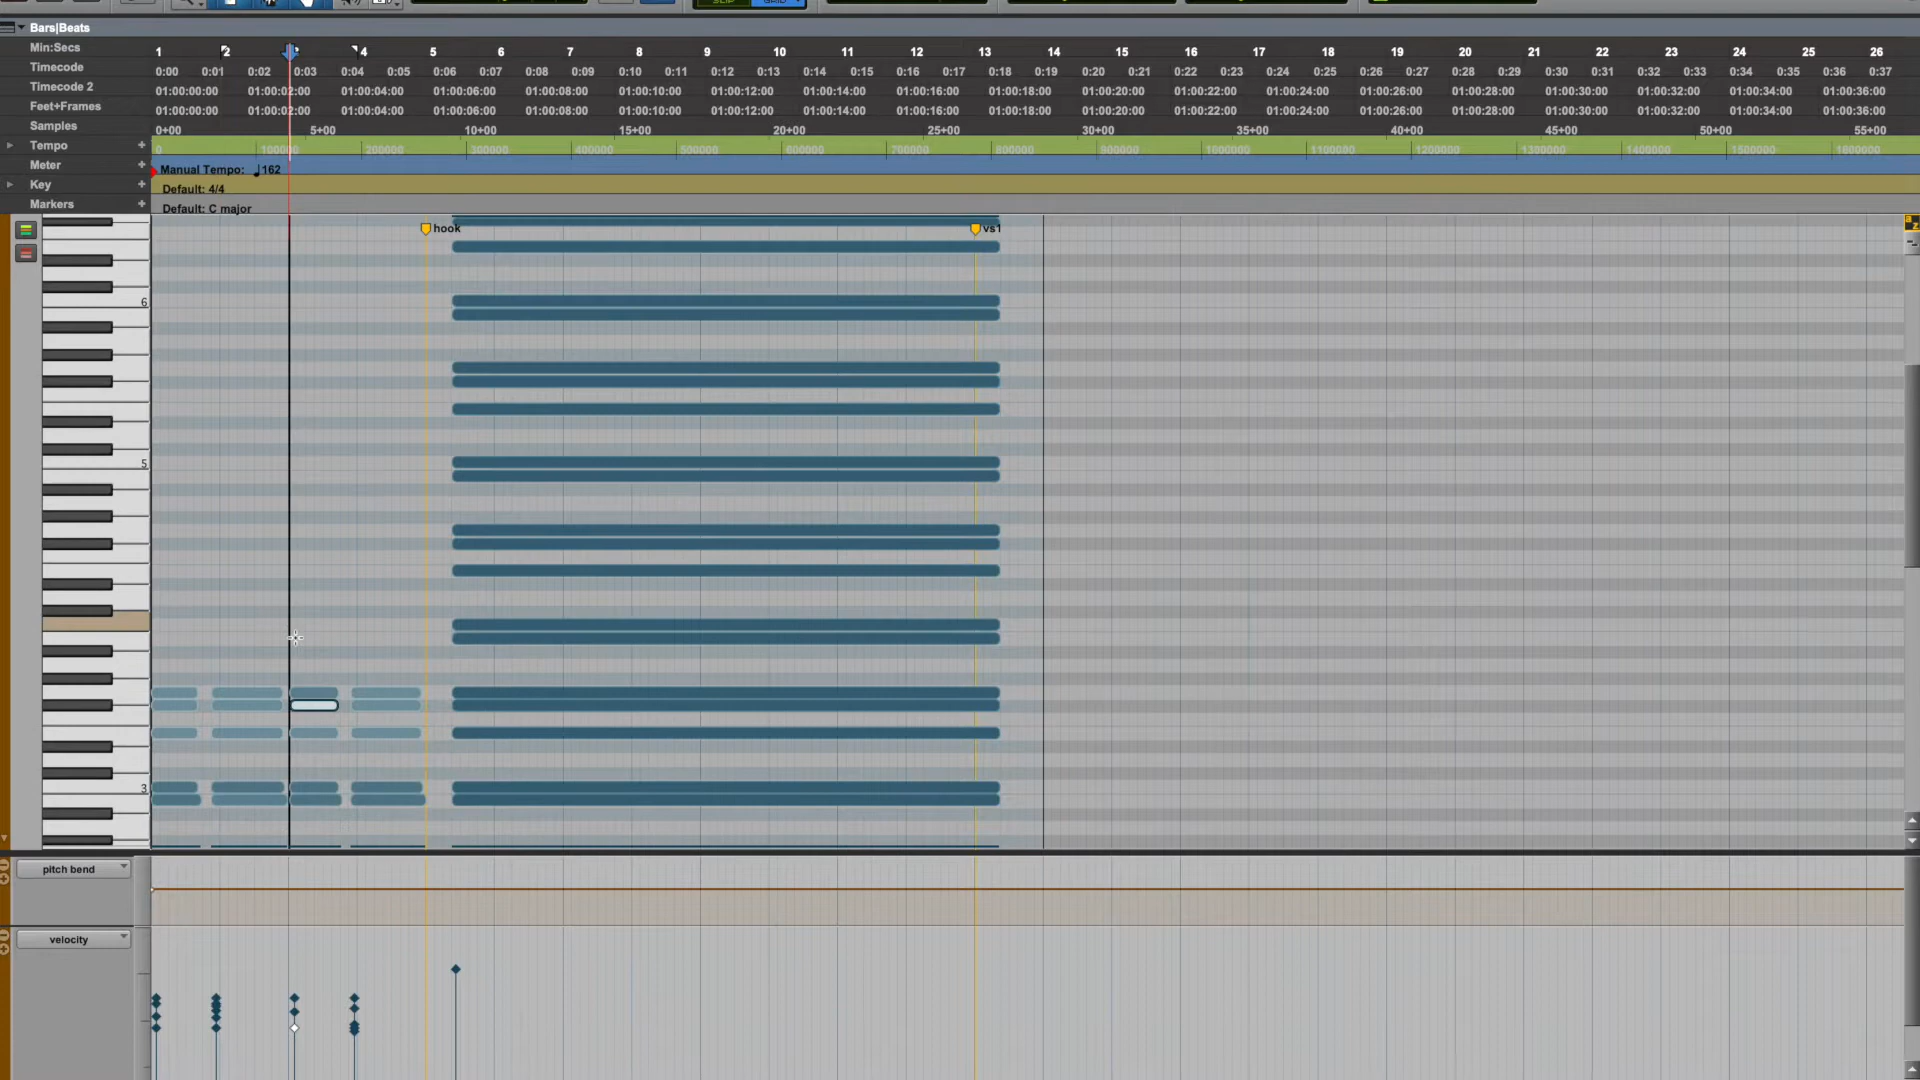 SLIP GRID
Bars|Beats
Min:Secs 1 2 3 4 5 6 7 8 9 10 11 12 13 14 15 16 17 18 19 20 21 22 23 24 25 26
Timecode 0:00 0:01 0:02 0:03 0:04 0:05 0:06 0:07 0:08 0:09 0:10 0:11 0:12 0:13 0:14 0:15 0:16 0:17 0:18 0:19 0:20 0:21 0:22 0:23 0:24 0:25 0:26 0:27 0:28 0:29 0:30 0:31 0:32 0:33 0:34 0:35 0:36 0:37
Timecode 2 01:00:00:00 01:00:02:00 01:00:04:00 01:00:06:00 01:00:08:00 01:00:10:00 01:00:12:00 01:00:14:00 01:00:16:00 01:00:18:00 01:00:20:00 01:00:22:00 01:00:24:00 01:00:26:00 01:00:28:00 01:00:30:00 01:00:32:00 01:00:34:00 01:00:36:00
Feet+Frames 01:00:00:00 01:00:02:00 01:00:04:00 01:00:06:00 01:00:08:00 01:00:10:00 01:00:12:00 01:00:14:00 01:00:16:00 01:00:18:00 01:00:20:00 01:00:22:00 01:00:24:00 01:00:26:00 01:00:28:00 01:00:30:00 01:00:32:00 01:00:34:00 01:00:36:00
Samples 0+00 5+00 10+00 15+00 20+00 25+00 30+00 35+00 40+00 45+00 50+00 55+00
Tempo + 0 100000 200000 300000 400000 500000 600000 700000 800000 900000 1000000 1100000 1200000 1300000 1400000 1500000 1600000
Meter + Manual Tempo: ♩162
Key + Default: 4/4
Markers + Default: C major
hook vs1
6
5
3
pitch bend
velocity